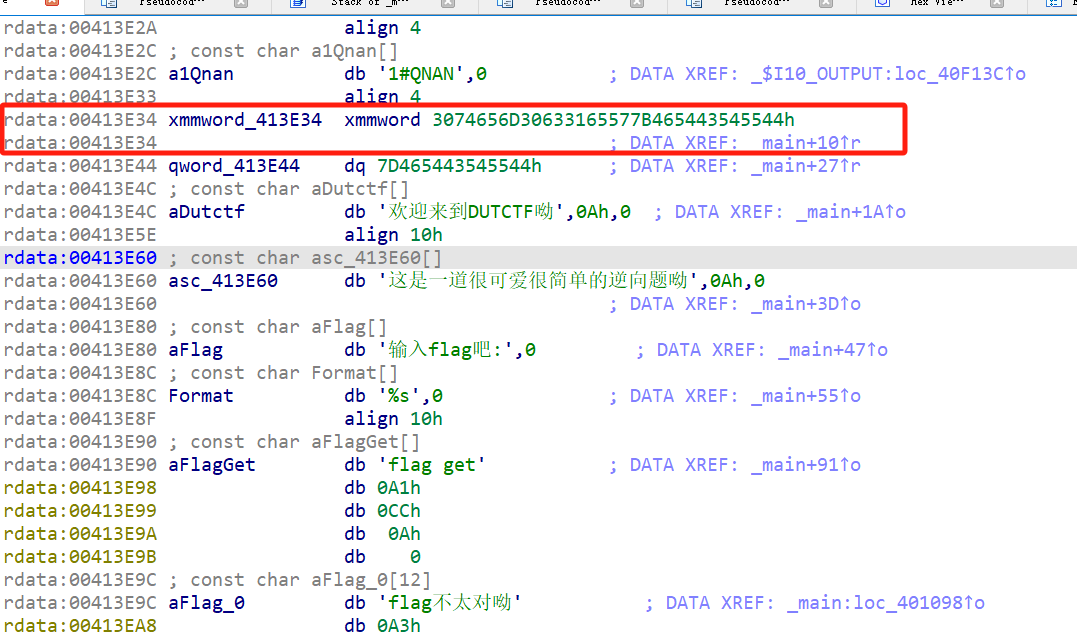 Pseudocod… Stack of _m… Pseudocod… Pseudocod… Hex Vie…
rdata:00413E2A align 4
rdata:00413E2C ; const char a1Qnan[]
rdata:00413E2C a1Qnan db '1#QNAN',0 ; DATA XREF: _$I10_OUTPUT:loc_40F13C↑o
rdata:00413E33 align 4
rdata:00413E34 xmmword_413E34 xmmword 3074656D30633165577B465443545544h
rdata:00413E34 ; DATA XREF: _main+10↑r
rdata:00413E44 qword_413E44 dq 7D465443545544h ; DATA XREF: _main+27↑r
rdata:00413E4C ; const char aDutctf[]
rdata:00413E4C aDutctf db '欢迎来到DUTCTF呦',0Ah,0 ; DATA XREF: _main+1A↑o
rdata:00413E5E align 10h
rdata:00413E60 ; const char asc_413E60[]
rdata:00413E60 asc_413E60 db '这是一道很可爱很简单的逆向题呦',0Ah,0
rdata:00413E60 ; DATA XREF: _main+3D↑o
rdata:00413E80 ; const char aFlag[]
rdata:00413E80 aFlag db '输入flag吧:',0 ; DATA XREF: _main+47↑o
rdata:00413E8C ; const char Format[]
rdata:00413E8C Format db '%s',0 ; DATA XREF: _main+55↑o
rdata:00413E8F align 10h
rdata:00413E90 ; const char aFlagGet[]
rdata:00413E90 aFlagGet db 'flag get' ; DATA XREF: _main+91↑o
rdata:00413E98 db 0A1h
rdata:00413E99 db 0CCh
rdata:00413E9A db 0Ah
rdata:00413E9B db 0
rdata:00413E9C ; const char aFlag_0[12]
rdata:00413E9C aFlag_0 db 'flag不太对呦' ; DATA XREF: _main:loc_401098↑o
rdata:00413EA8 db 0A3h